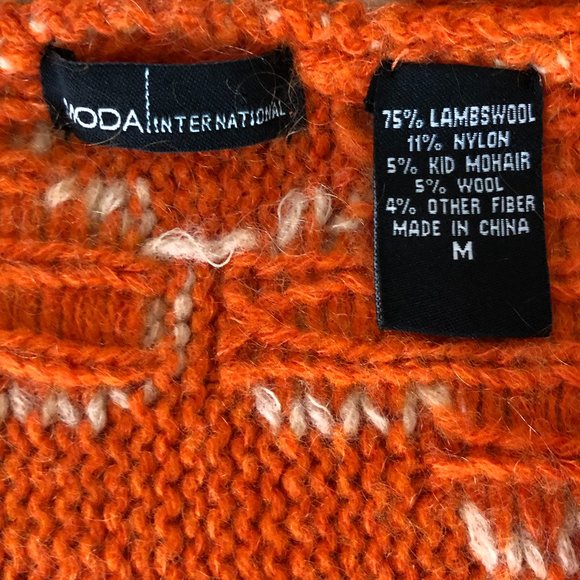 MODA INTERNATIONAL
75% LAMBSWOOL
11% NYLON
5% KID MOHAIR
5% WOOL
4% OTHER FIBER
MADE IN CHINA
M